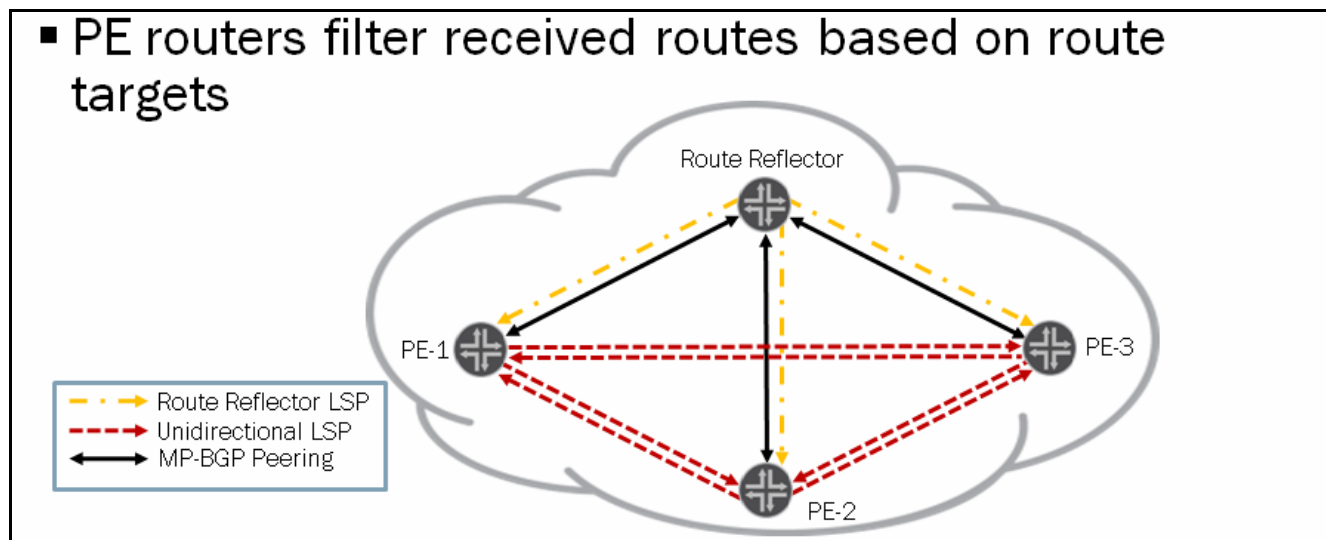 ▪ PE routers filter received routes based on route
targets
Route Reflector
PE-1
PE-3
Route Reflector LSP
Unidirectional LSP
MP-BGP Peering
PE-2